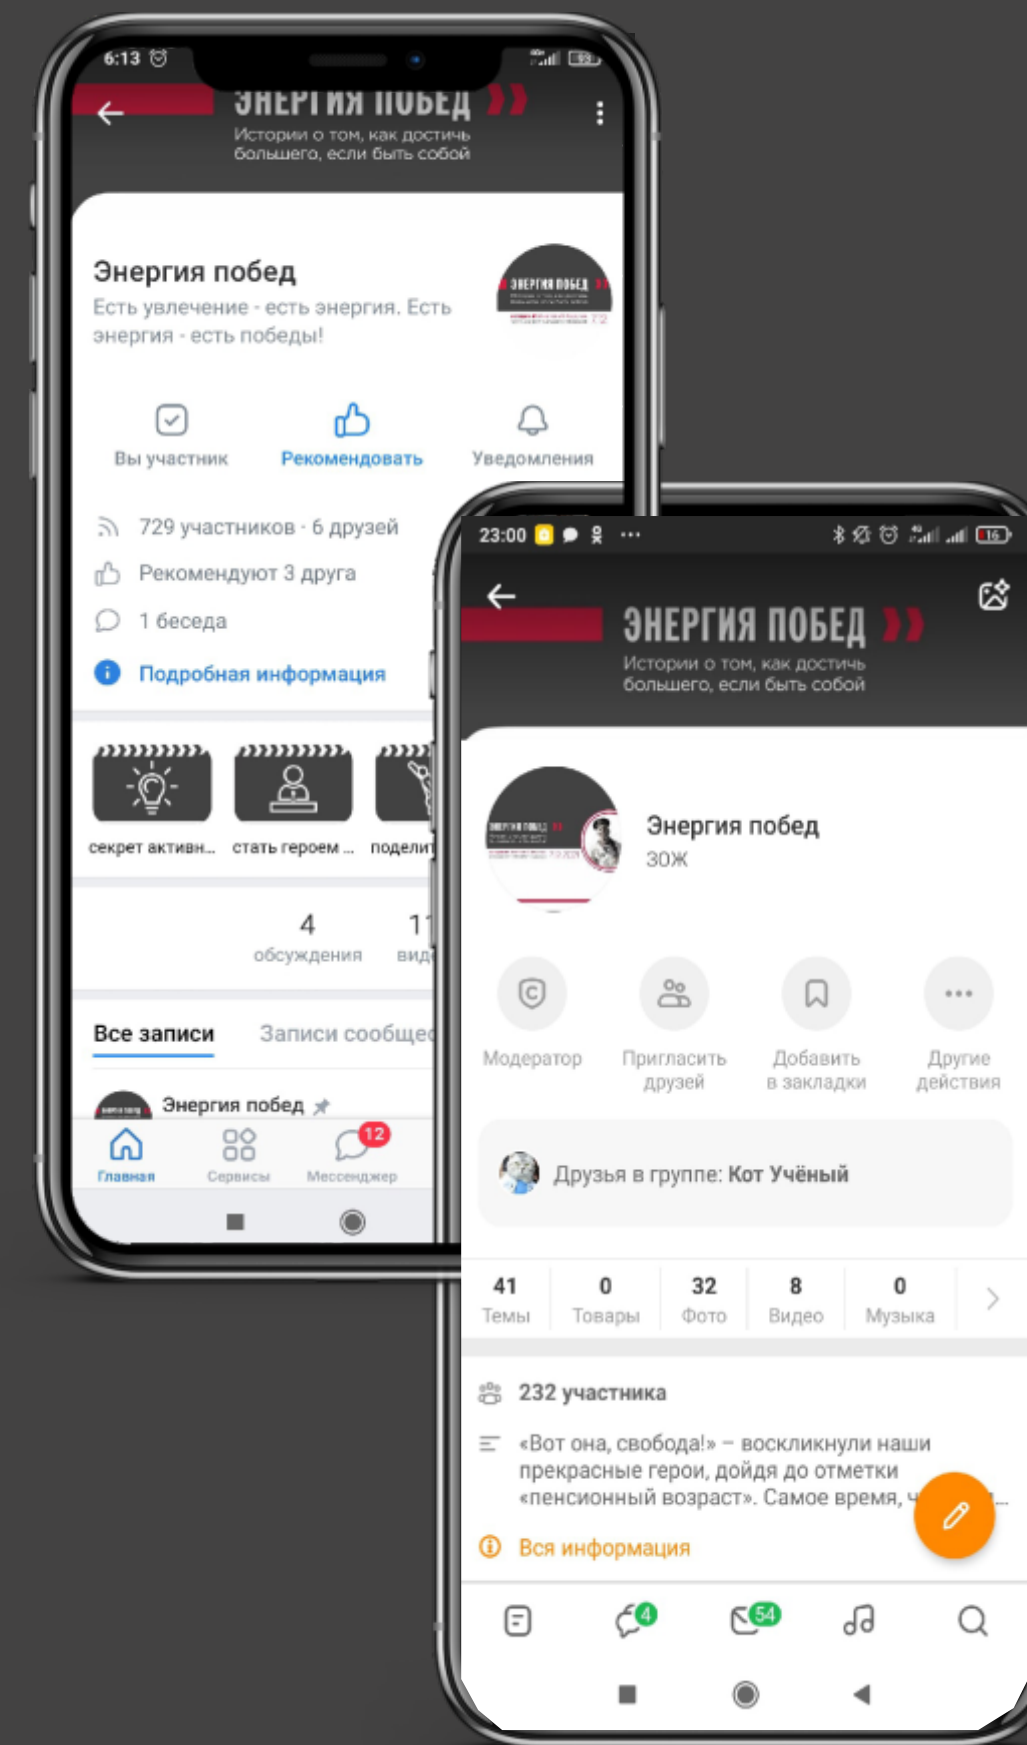 6:13
93
ЭНЕРГИЯ ПОБЕД
Истории о том, как достичь
большего, если быть собой
Энергия побед
Есть увлечение - есть энергия. Есть
энергия - есть победы!
ЭНЕРГИЯ ПОБЕД
Вы участник
Рекомендовать
Уведомления
729 участников · 6 друзей
Рекомендуют 3 друга
1 беседа
Подробная информация
секрет активн...
стать героем ...
4
обсуждения
Все записи
Записи
Энергия побед
12
Главная
Сервисы
Мессенджер
23:00
16
ЭНЕРГИЯ ПОБЕД
Истории о том, как достичь
большего, если быть собой
Энергия побед
ЗОЖ
Модератор
Пригласить
друзей
Добавить
в закладки
Другие
действия
Друзья в группе: Кот Учёный
41
Темы
0
Товары
32
Фото
8
Видео
0
Музыка
232 участника
«Вот она, свобода!» – воскликнули наши
прекрасные герои, дойдя до отметки
«пенсионный возраст». Самое время,
Вся информация
4
54